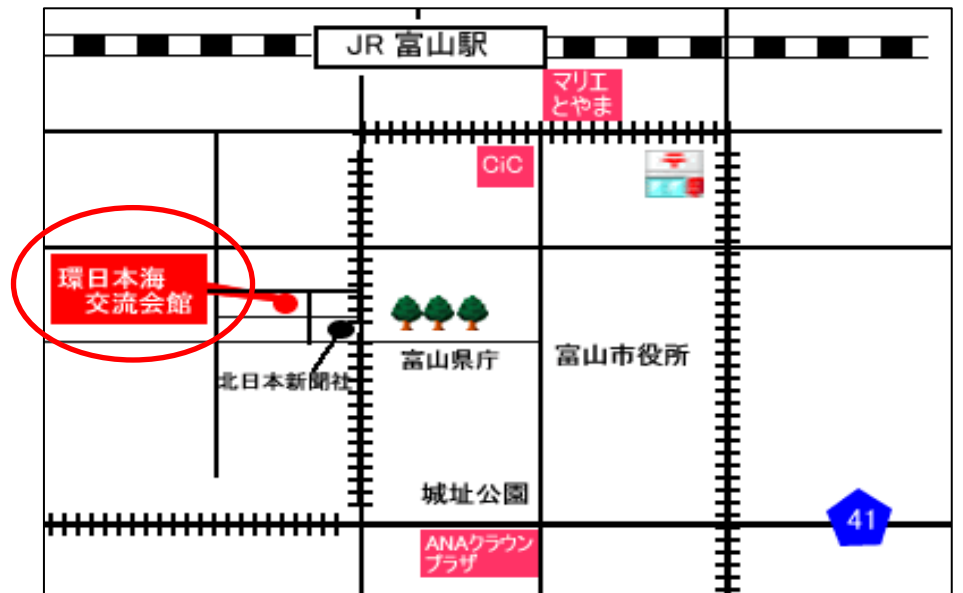 JR 富山駅
マリエ
とやま
CiC
環日本海
交流会館
北日本新聞社
富山県庁
富山市役所
城址公園
41
ANAクラウン
プラザ